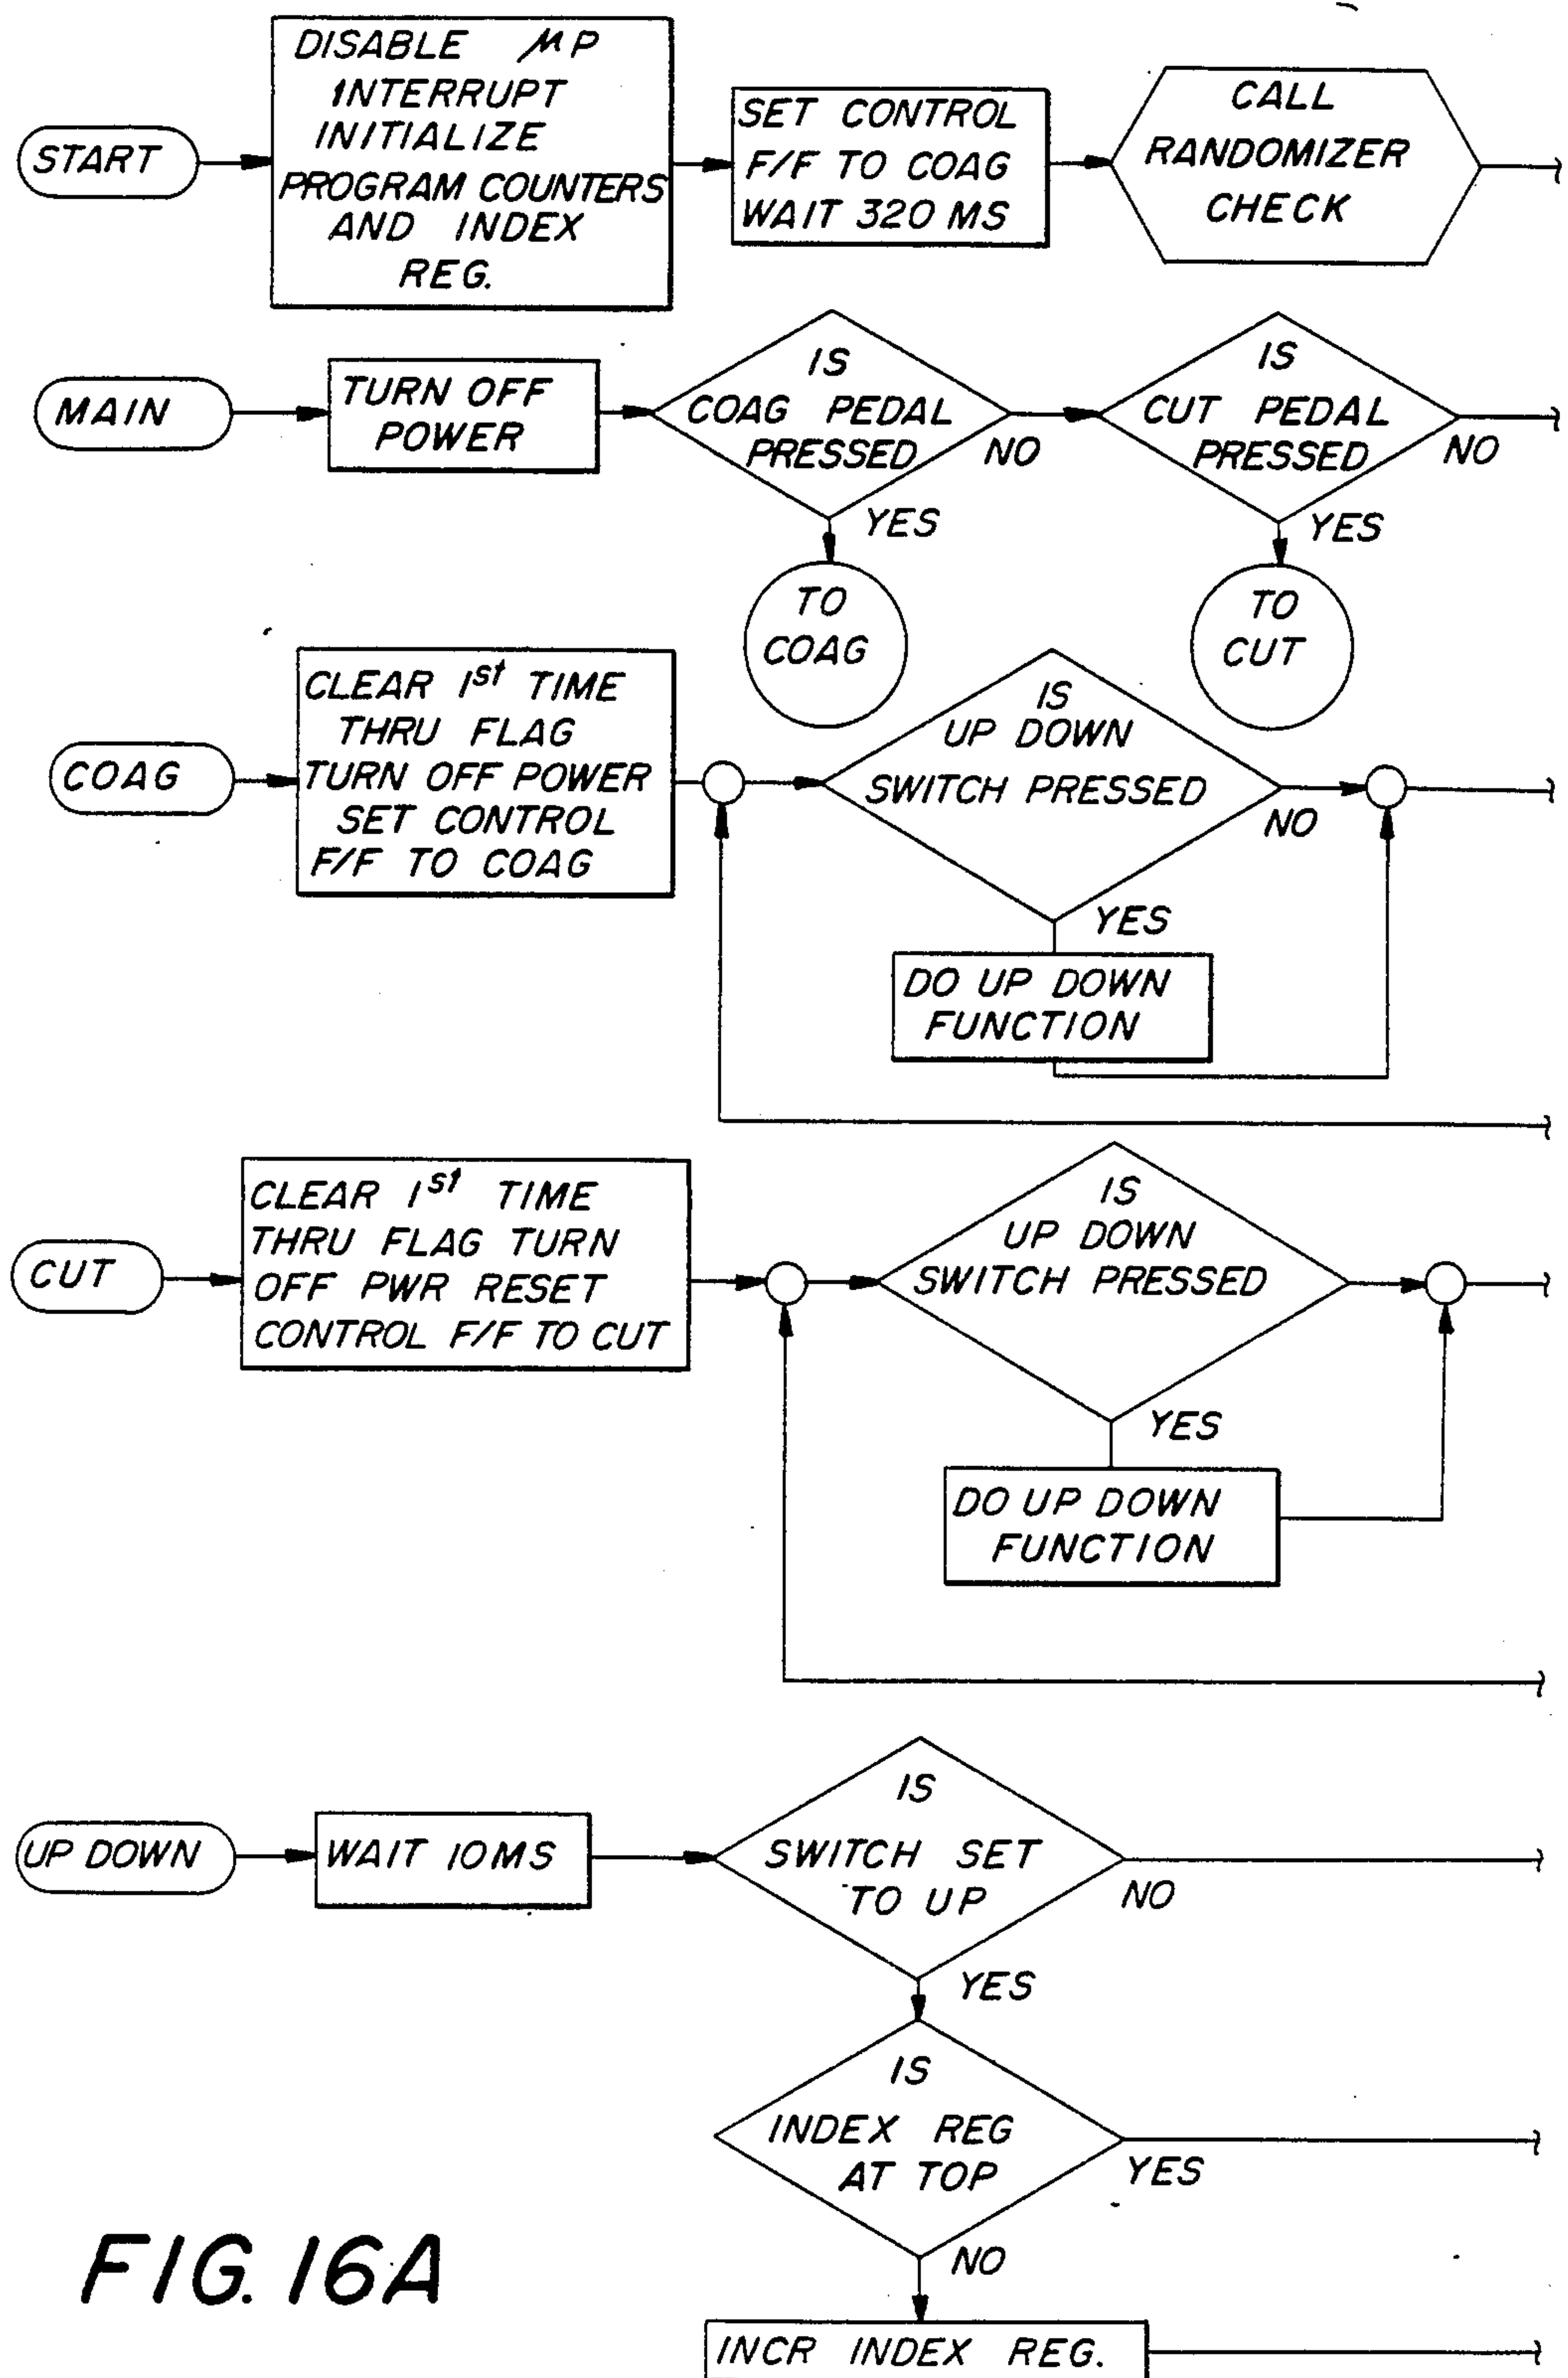 START
DISABLE μP
INTERRUPT
INITIALIZE
PROGRAM COUNTERS
AND INDEX
REG.
SET CONTROL
F/F TO COAG
WAIT 320 MS
CALL
RANDOMIZER
CHECK
MAIN
TURN OFF
POWER
IS
COAG PEDAL
PRESSED
NO
YES
TO
COAG
IS
CUT PEDAL
PRESSED
NO
YES
TO
CUT
COAG
CLEAR 1st TIME
THRU FLAG
TURN OFF POWER
SET CONTROL
F/F TO COAG
IS
UP DOWN
SWITCH PRESSED
NO
YES
DO UP DOWN
FUNCTION
CUT
CLEAR 1st TIME
THRU FLAG TURN
OFF PWR RESET
CONTROL F/F TO CUT
IS
UP DOWN
SWITCH PRESSED
YES
DO UP DOWN
FUNCTION
UP DOWN
WAIT 10MS
IS
SWITCH SET
TO UP
NO
YES
IS
INDEX REG
AT TOP
YES
NO
INCR INDEX REG.
FIG. 16A